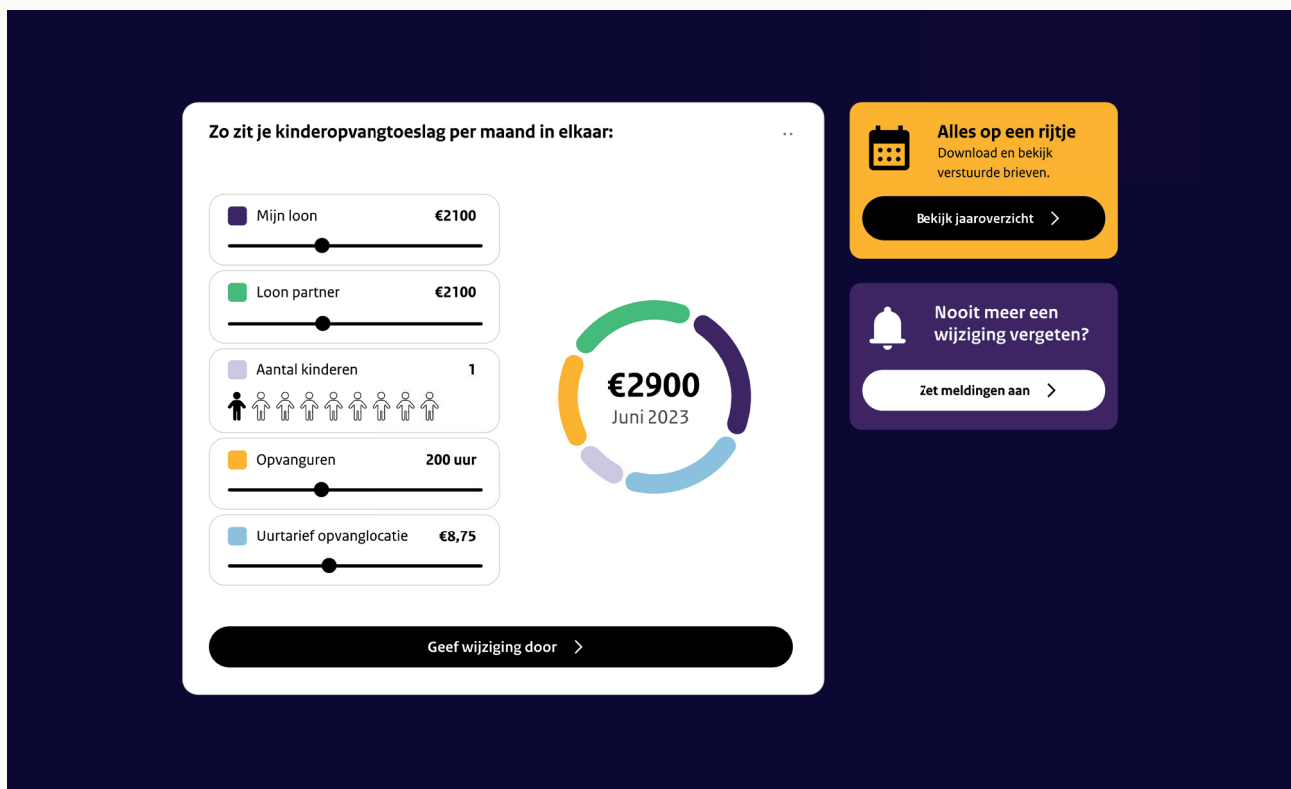 Zo zit je kinderopvangtoeslag per maand in elkaar:
Mijn loon €2100
Loon partner €2100
Aantal kinderen 1
Opvanguren 200 uur
Uurtarief opvanglocatie €8,75
€2900
Juni 2023
Geef wijziging door
Alles op een rijtje
Download en bekijk
verstuurde brieven.
Bekijk jaaroverzicht
Nooit meer een
wijziging vergeten?
Zet meldingen aan